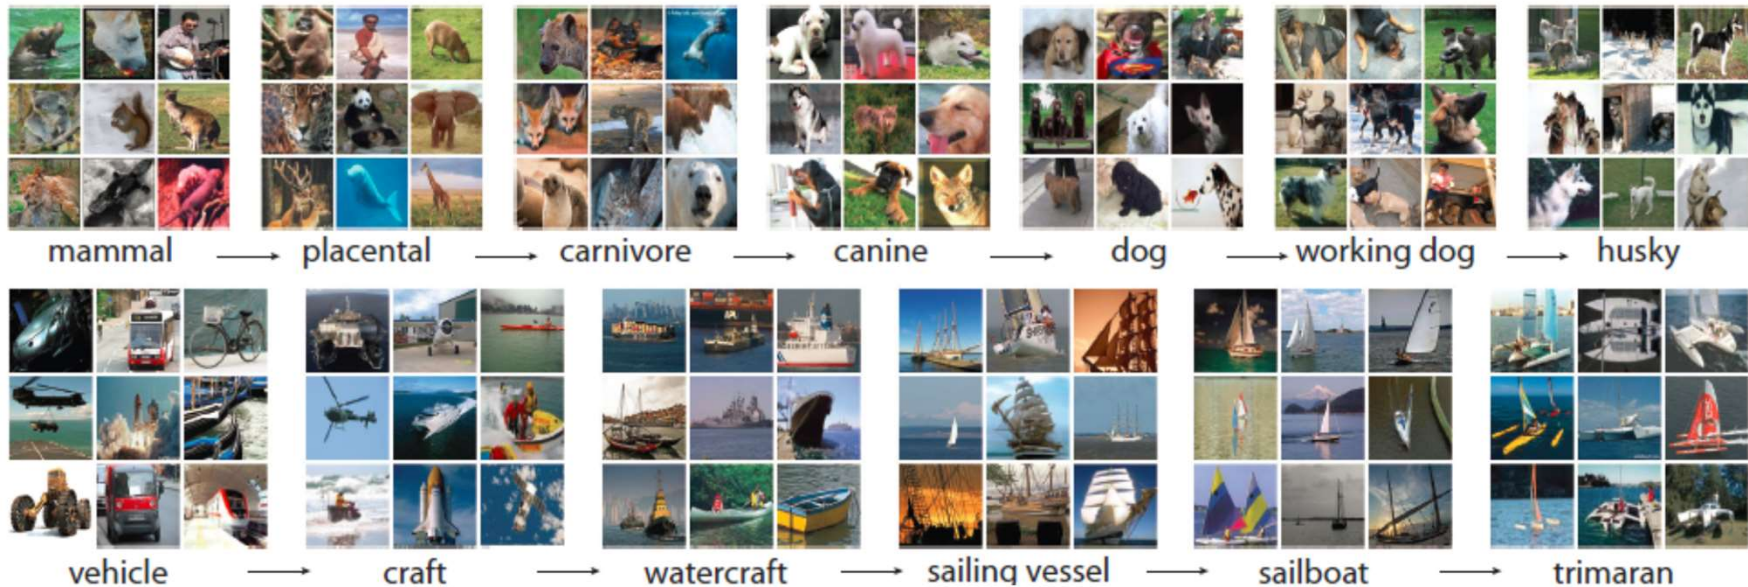 mammal → placental → carnivore → canine → dog → working dog → husky
vehicle → craft → watercraft → sailing vessel → sailboat → trimaran